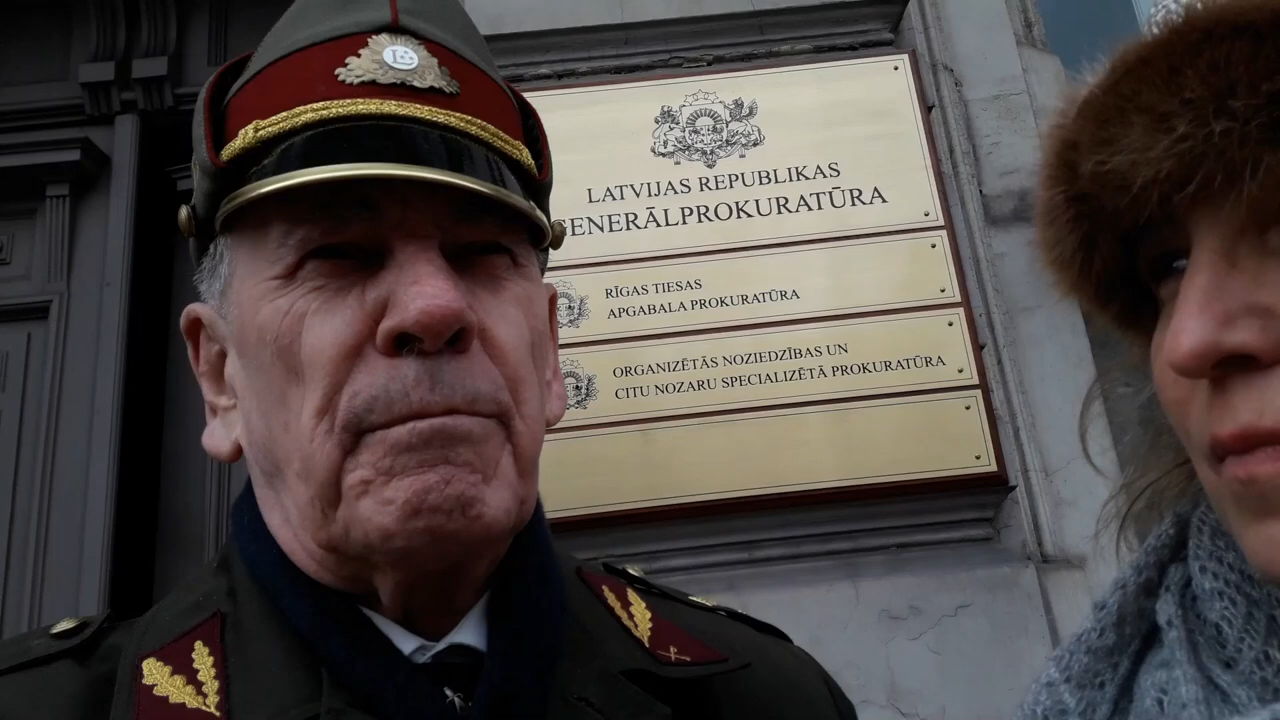 LATVIJAS REPUBLIKAS
ĢENERĀLPROKURATŪRA
RĪGAS TIESAS
APGABALA PROKURATŪRA
ORGANIZĒTĀS NOZIEDZĪBAS UN
CITU NOZARU SPECIALIZĒTĀ PROKURATŪRA